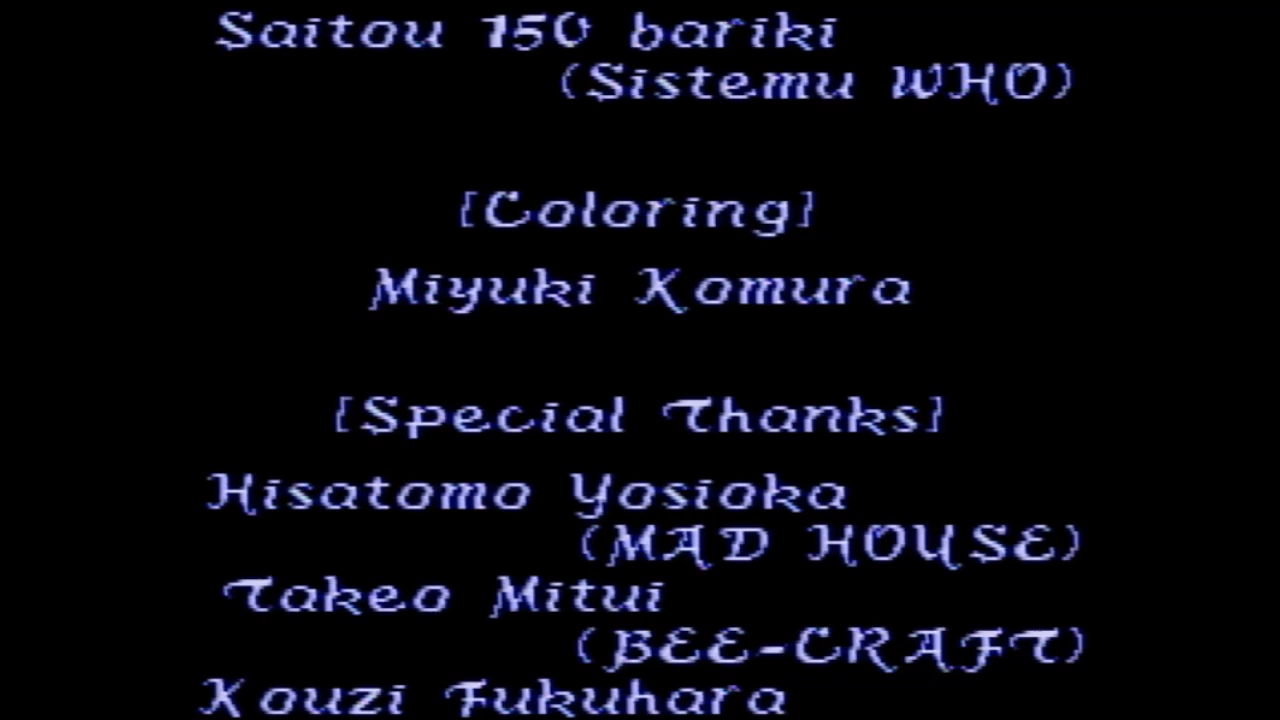 Saitou 150 bariki
(Sistemu WHO)
[Coloring]
Miyuki Komura
[Special Thanks]
Hisatomo Yosioka
(MAD HOUSE)
Takeo Mitui
(BEE-CRAFT)
Kouzi Fukuhara